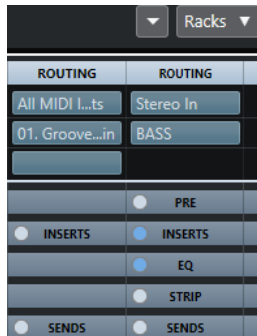 Racks
ROUTING ROUTING
All MIDI I...ts Stereo In
01. Groove...in BASS
PRE
INSERTS INSERTS
EQ
STRIP
SENDS SENDS